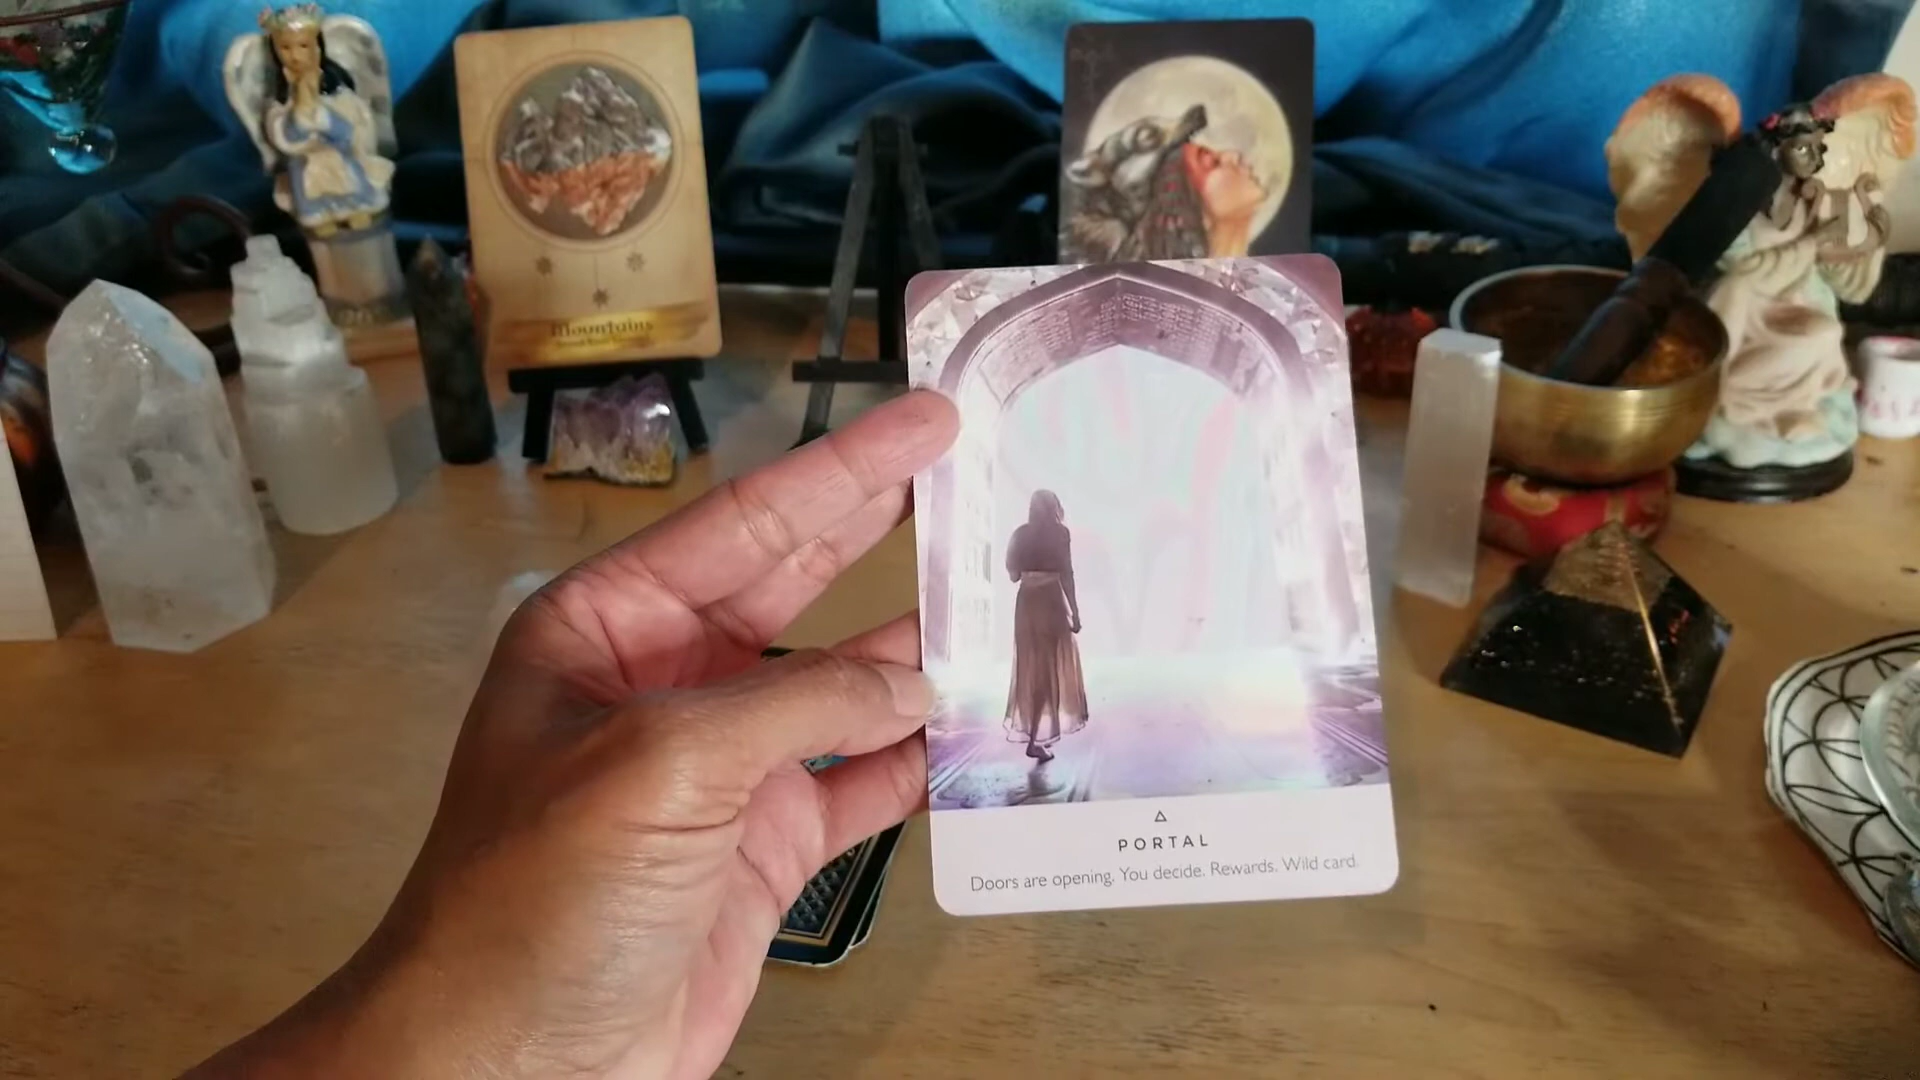 Mountains
PORTAL
Doors are opening. You decide. Rewards. Wild card.